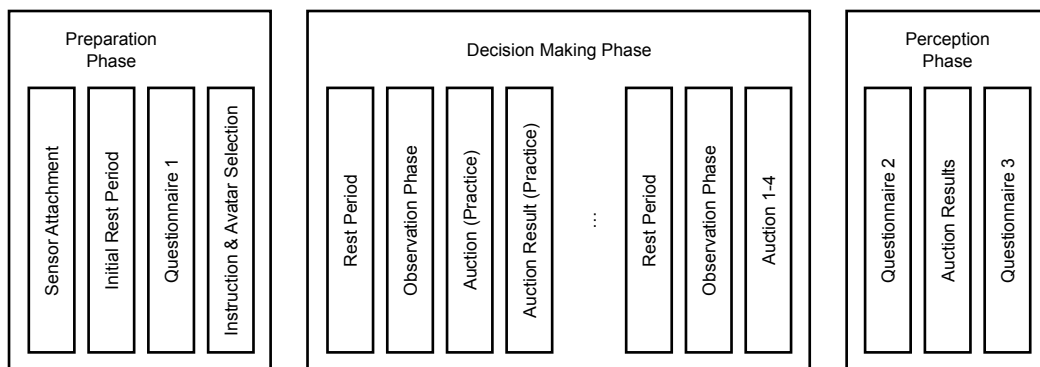 Preparation
Phase
Sensor Attachment
Initial Rest Period
Questionnaire 1
Instruction & Avatar Selection
Decision Making Phase
Rest Period
Observation Phase
Auction (Practice)
Auction Result (Practice)
...
Rest Period
Observation Phase
Auction 1-4
Perception
Phase
Questionnaire 2
Auction Results
Questionnaire 3